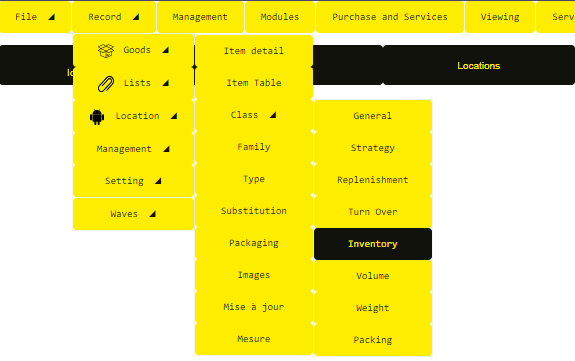 File
Record
Management
Modules
Purchase and Services
Viewing
Serv
Locations
Goods
Lists
Location
Management
Setting
Waves
Item detail
Item Table
Class
Family
Type
Substitution
Packaging
Images
Mise à jour
Mesure
General
Strategy
Replenishment
Turn Over
Inventory
Volume
Weight
Packing